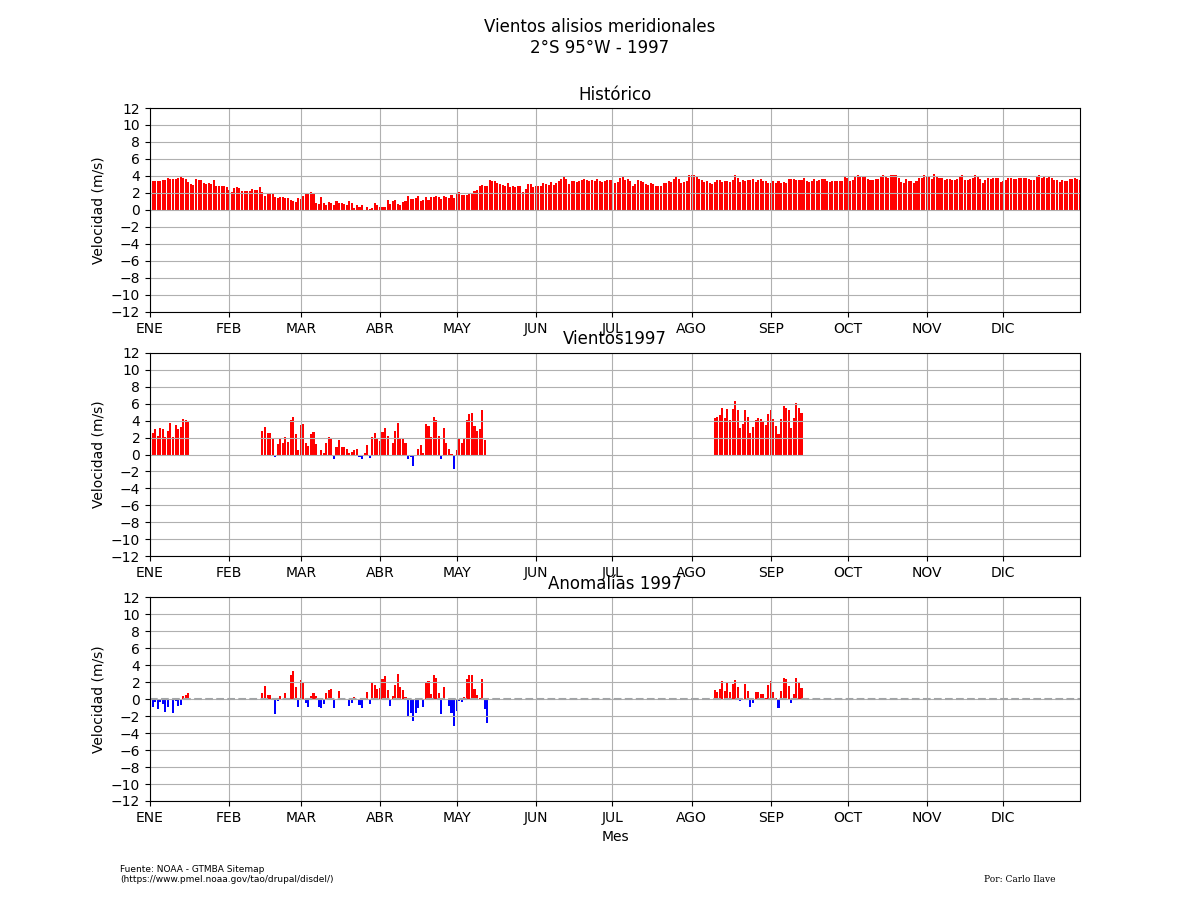 Vientos alisios meridionales
2°S 95°W - 1997
Histórico
12
10
8
6
4
2
0
−2
−4
−6
−8
−10
−12
Velocidad (m/s)
ENE FEB MAR ABR MAY JUN JUL AGO SEP OCT NOV DIC
Vientos1997
12
10
8
6
4
2
0
−2
−4
−6
−8
−10
−12
Velocidad (m/s)
ENE FEB MAR ABR MAY JUN JUL AGO SEP OCT NOV DIC
Anomalías 1997
12
10
8
6
4
2
0
−2
−4
−6
−8
−10
−12
Velocidad (m/s)
ENE FEB MAR ABR MAY JUN JUL AGO SEP OCT NOV DIC
Mes
Fuente: NOAA - GTMBA Sitemap
(https://www.pmel.noaa.gov/tao/drupal/disdel/)
Por: Carlo Ilave